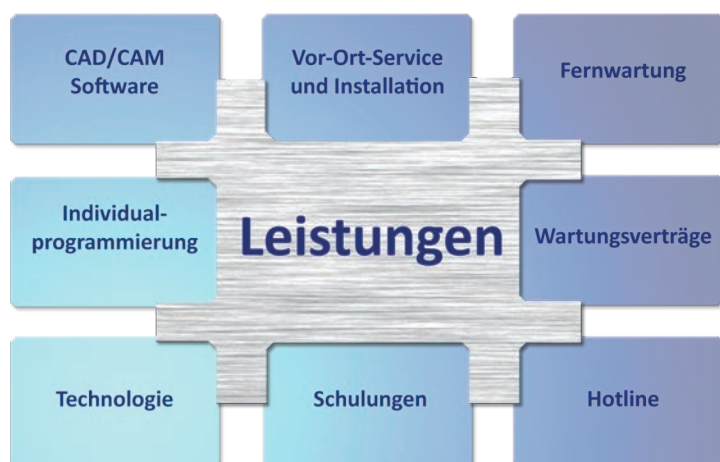 CAD/CAM
Software
Vor-Ort-Service
und Installation
Fernwartung
Individual-
programmierung
Leistungen
Wartungsverträge
Technologie
Schulungen
Hotline